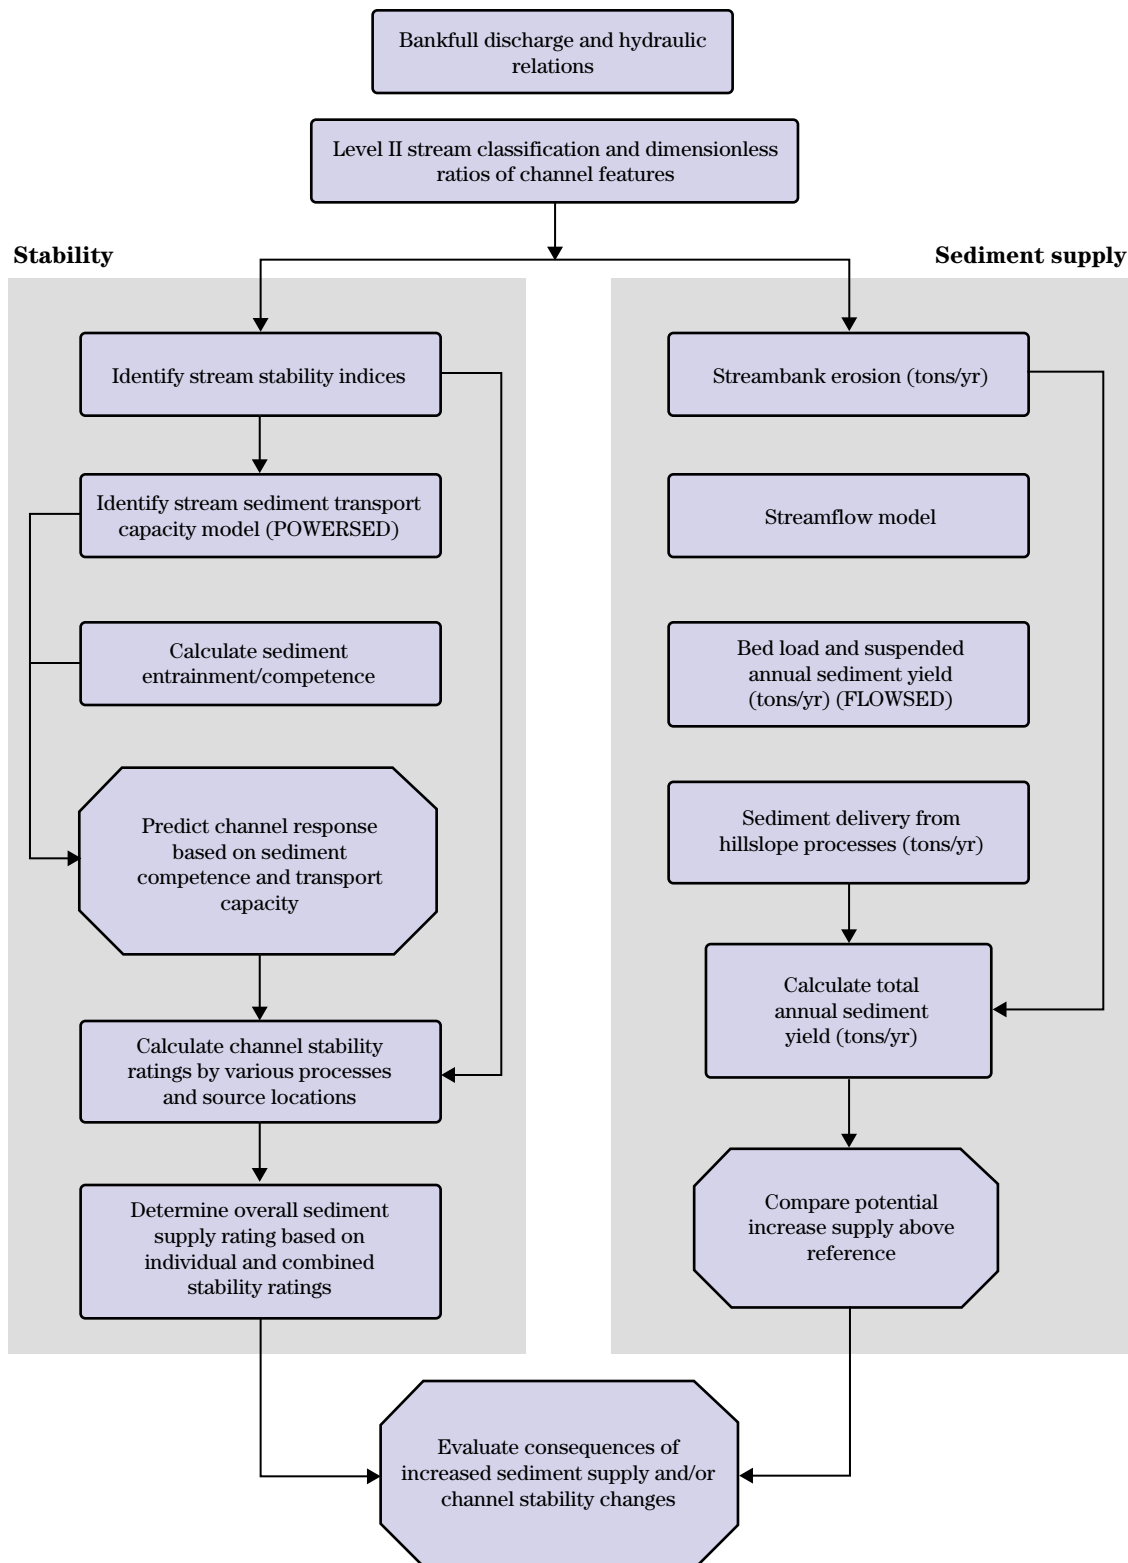 Bankfull discharge and hydraulic
relations
Level II stream classification and dimensionless
ratios of channel features
Stability
Identify stream stability indices
Identify stream sediment transport
capacity model (POWERSED)
Calculate sediment
entrainment/competence
Predict channel response
based on sediment
competence and transport
capacity
Calculate channel stability
ratings by various processes
and source locations
Determine overall sediment
supply rating based on
individual and combined
stability ratings
Sediment supply
Streambank erosion (tons/yr)
Streamflow model
Bed load and suspended
annual sediment yield
(tons/yr) (FLOWSED)
Sediment delivery from
hillslope processes (tons/yr)
Calculate total
annual sediment
yield (tons/yr)
Compare potential
increase supply above
reference
Evaluate consequences of
increased sediment supply and/or
channel stability changes